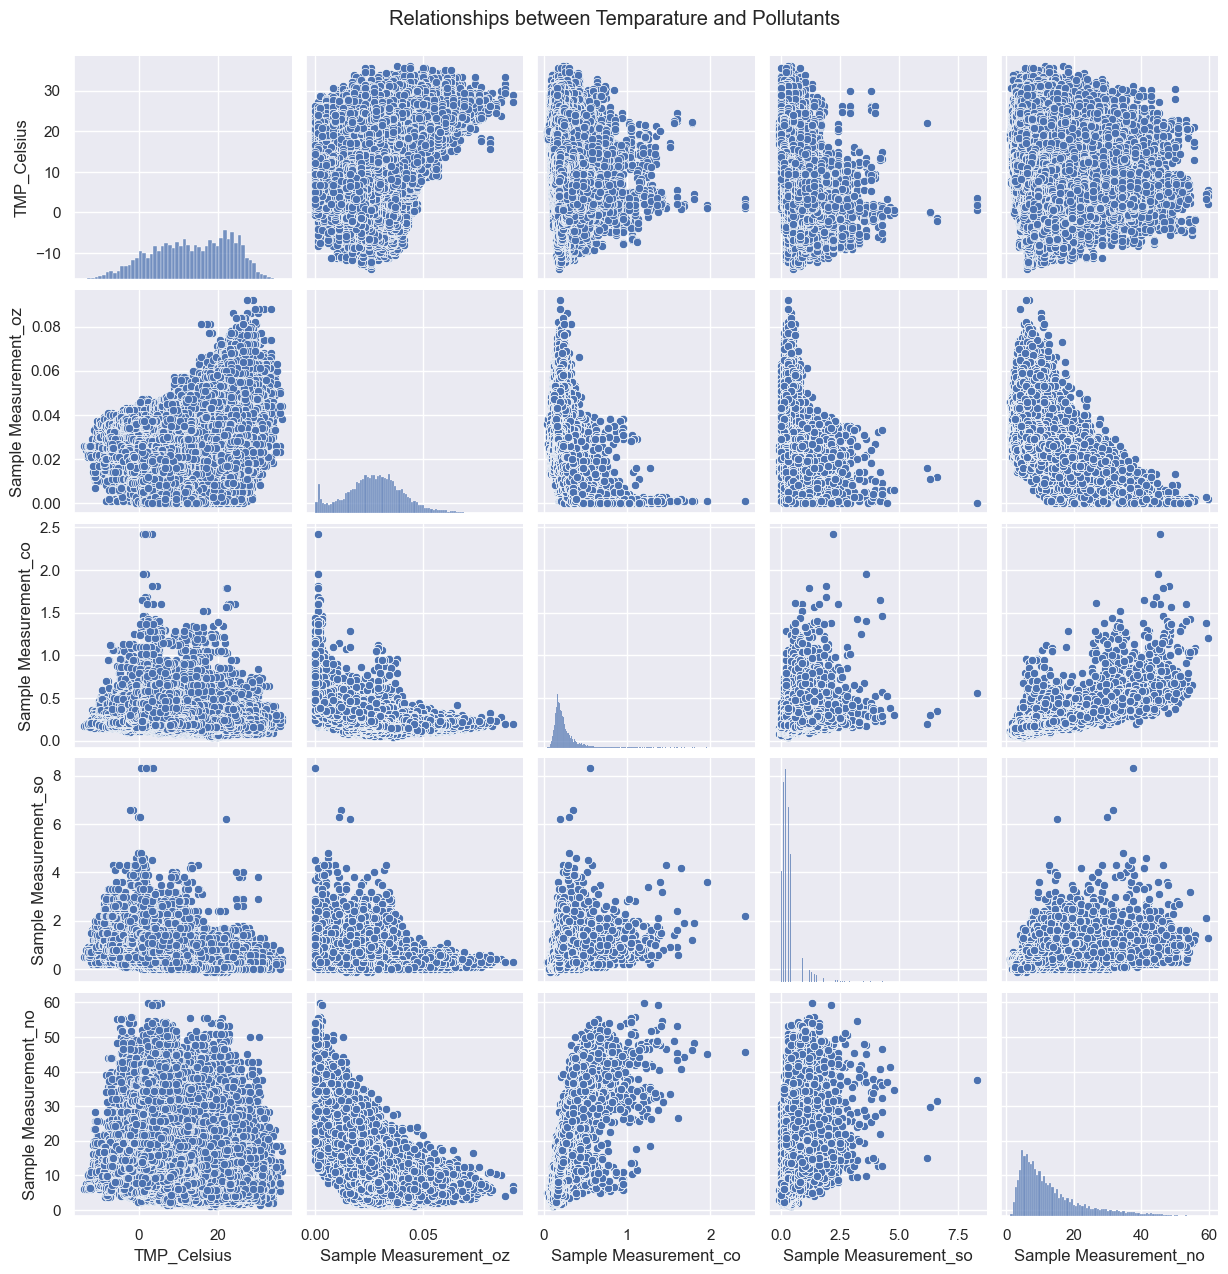 Relationships between Temparature and Pollutants
TMP_Celsius
30
20
10
0
−10
Sample Measurement_oz
0.08
0.06
0.04
0.02
0.00
Sample Measurement_co
2.5
2.0
1.5
1.0
0.5
0.0
Sample Measurement_so
8
6
4
2
0
Sample Measurement_no
60
50
40
30
20
10
0
0 20
0.00 0.05
0 1 2
0.0 2.5 5.0 7.5
0 20 40 60
TMP_Celsius
Sample Measurement_oz
Sample Measurement_co
Sample Measurement_so
Sample Measurement_no